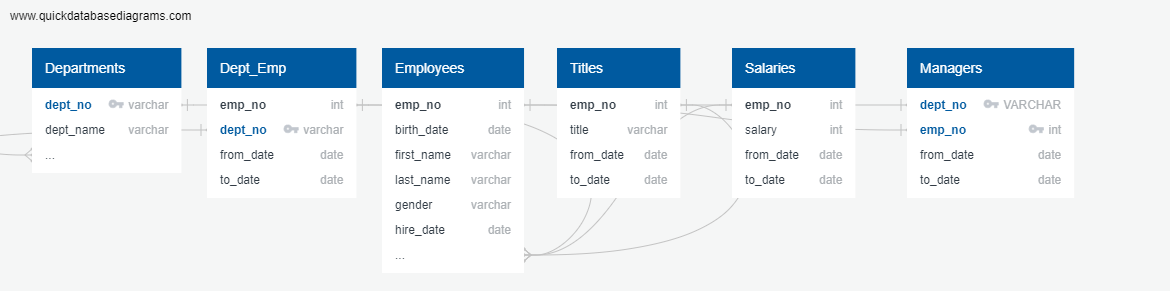 www.quickdatabasediagrams.com
Departments
dept_no varchar
dept_name varchar
...
Dept_Emp
emp_no int
dept_no varchar
from_date date
to_date date
Employees
emp_no int
birth_date date
first_name varchar
last_name varchar
gender varchar
hire_date date
...
Titles
emp_no int
title varchar
from_date date
to_date date
Salaries
emp_no int
salary int
from_date date
to_date date
Managers
dept_no VARCHAR
emp_no int
from_date date
to_date date